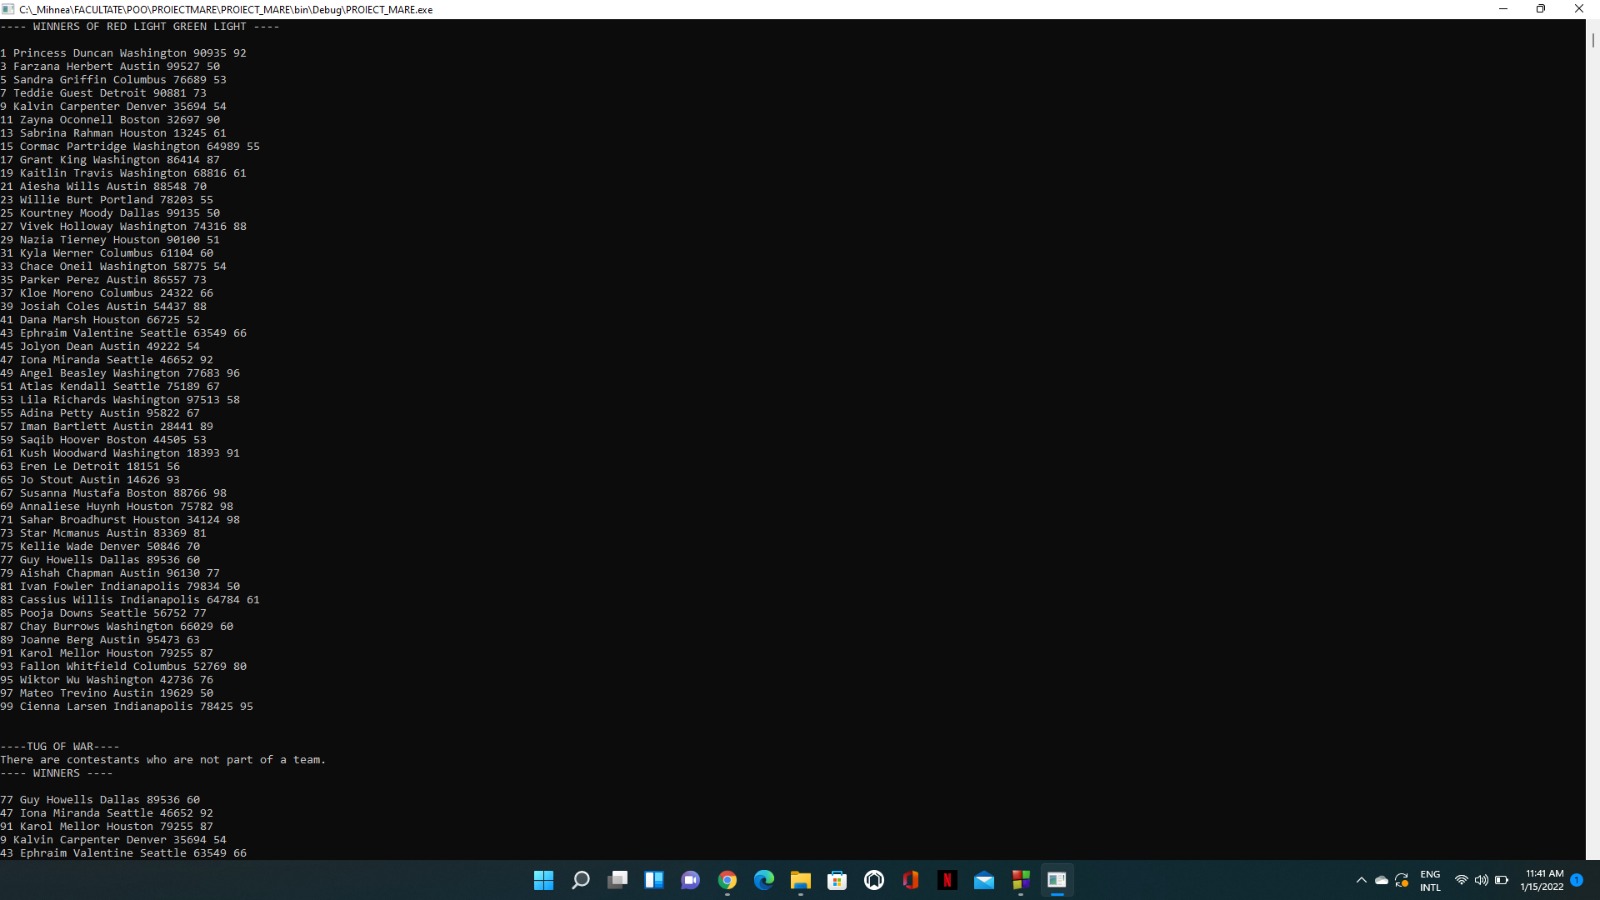 C:\_Mihnea\FACULTATE\POO\PROIECTMARE\PROIECT_MARE\bin\Debug\PROIECT_MARE.exe
---- WINNERS OF RED LIGHT GREEN LIGHT ----
1 Princess Duncan Washington 90935 92
3 Farzana Herbert Austin 99527 50
5 Sandra Griffin Columbus 76689 53
7 Teddie Guest Detroit 90881 73
9 Kalvin Carpenter Denver 35694 54
11 Zayna Oconnell Boston 32697 90
13 Sabrina Rahman Houston 13245 61
15 Cormac Partridge Washington 64989 55
17 Grant King Washington 86414 87
19 Kaitlin Travis Washington 68816 61
21 Aiesha Wills Austin 88548 70
23 Willie Burt Portland 78203 55
25 Kourtney Moody Dallas 99135 50
27 Vivek Holloway Washington 74316 88
29 Nazia Tierney Houston 90100 51
31 Kyla Werner Columbus 61104 60
33 Chace Oneil Washington 58775 54
35 Parker Perez Austin 86557 73
37 Kloe Moreno Columbus 24322 66
39 Josiah Coles Austin 54437 88
41 Dana Marsh Houston 66725 52
43 Ephraim Valentine Seattle 63549 66
45 Jolyon Dean Austin 49222 54
47 Iona Miranda Seattle 46652 92
49 Angel Beasley Washington 77683 96
51 Atlas Kendall Seattle 75189 67
53 Lila Richards Washington 97513 58
55 Adina Petty Austin 95822 67
57 Iman Bartlett Austin 28441 89
59 Saqib Hoover Boston 44505 53
61 Kush Woodward Washington 18393 91
63 Eren Le Detroit 18151 56
65 Jo Stout Austin 14626 93
67 Susanna Mustafa Boston 88766 98
69 Annaliese Huynh Houston 75782 98
71 Sahar Broadhurst Houston 34124 98
73 Star Mcmanus Austin 83369 81
75 Kellie Wade Denver 50846 70
77 Guy Howells Dallas 89536 60
79 Aishah Chapman Austin 96130 77
81 Ivan Fowler Indianapolis 79834 50
83 Cassius Willis Indianapolis 64784 61
85 Pooja Downs Seattle 56752 77
87 Chay Burrows Washington 66029 60
89 Joanne Berg Austin 95473 63
91 Karol Mellor Houston 79255 87
93 Fallon Whitfield Columbus 52769 80
95 Wiktor Wu Washington 42736 76
97 Mateo Trevino Austin 19629 50
99 Cienna Larsen Indianapolis 78425 95
----TUG OF WAR----
There are contestants who are not part of a team.
---- WINNERS ----
77 Guy Howells Dallas 89536 60
47 Iona Miranda Seattle 46652 92
91 Karol Mellor Houston 79255 87
9 Kalvin Carpenter Denver 35694 54
43 Ephraim Valentine Seattle 63549 66
N
ENG
INTL
11:41 AM
1/15/2022
1